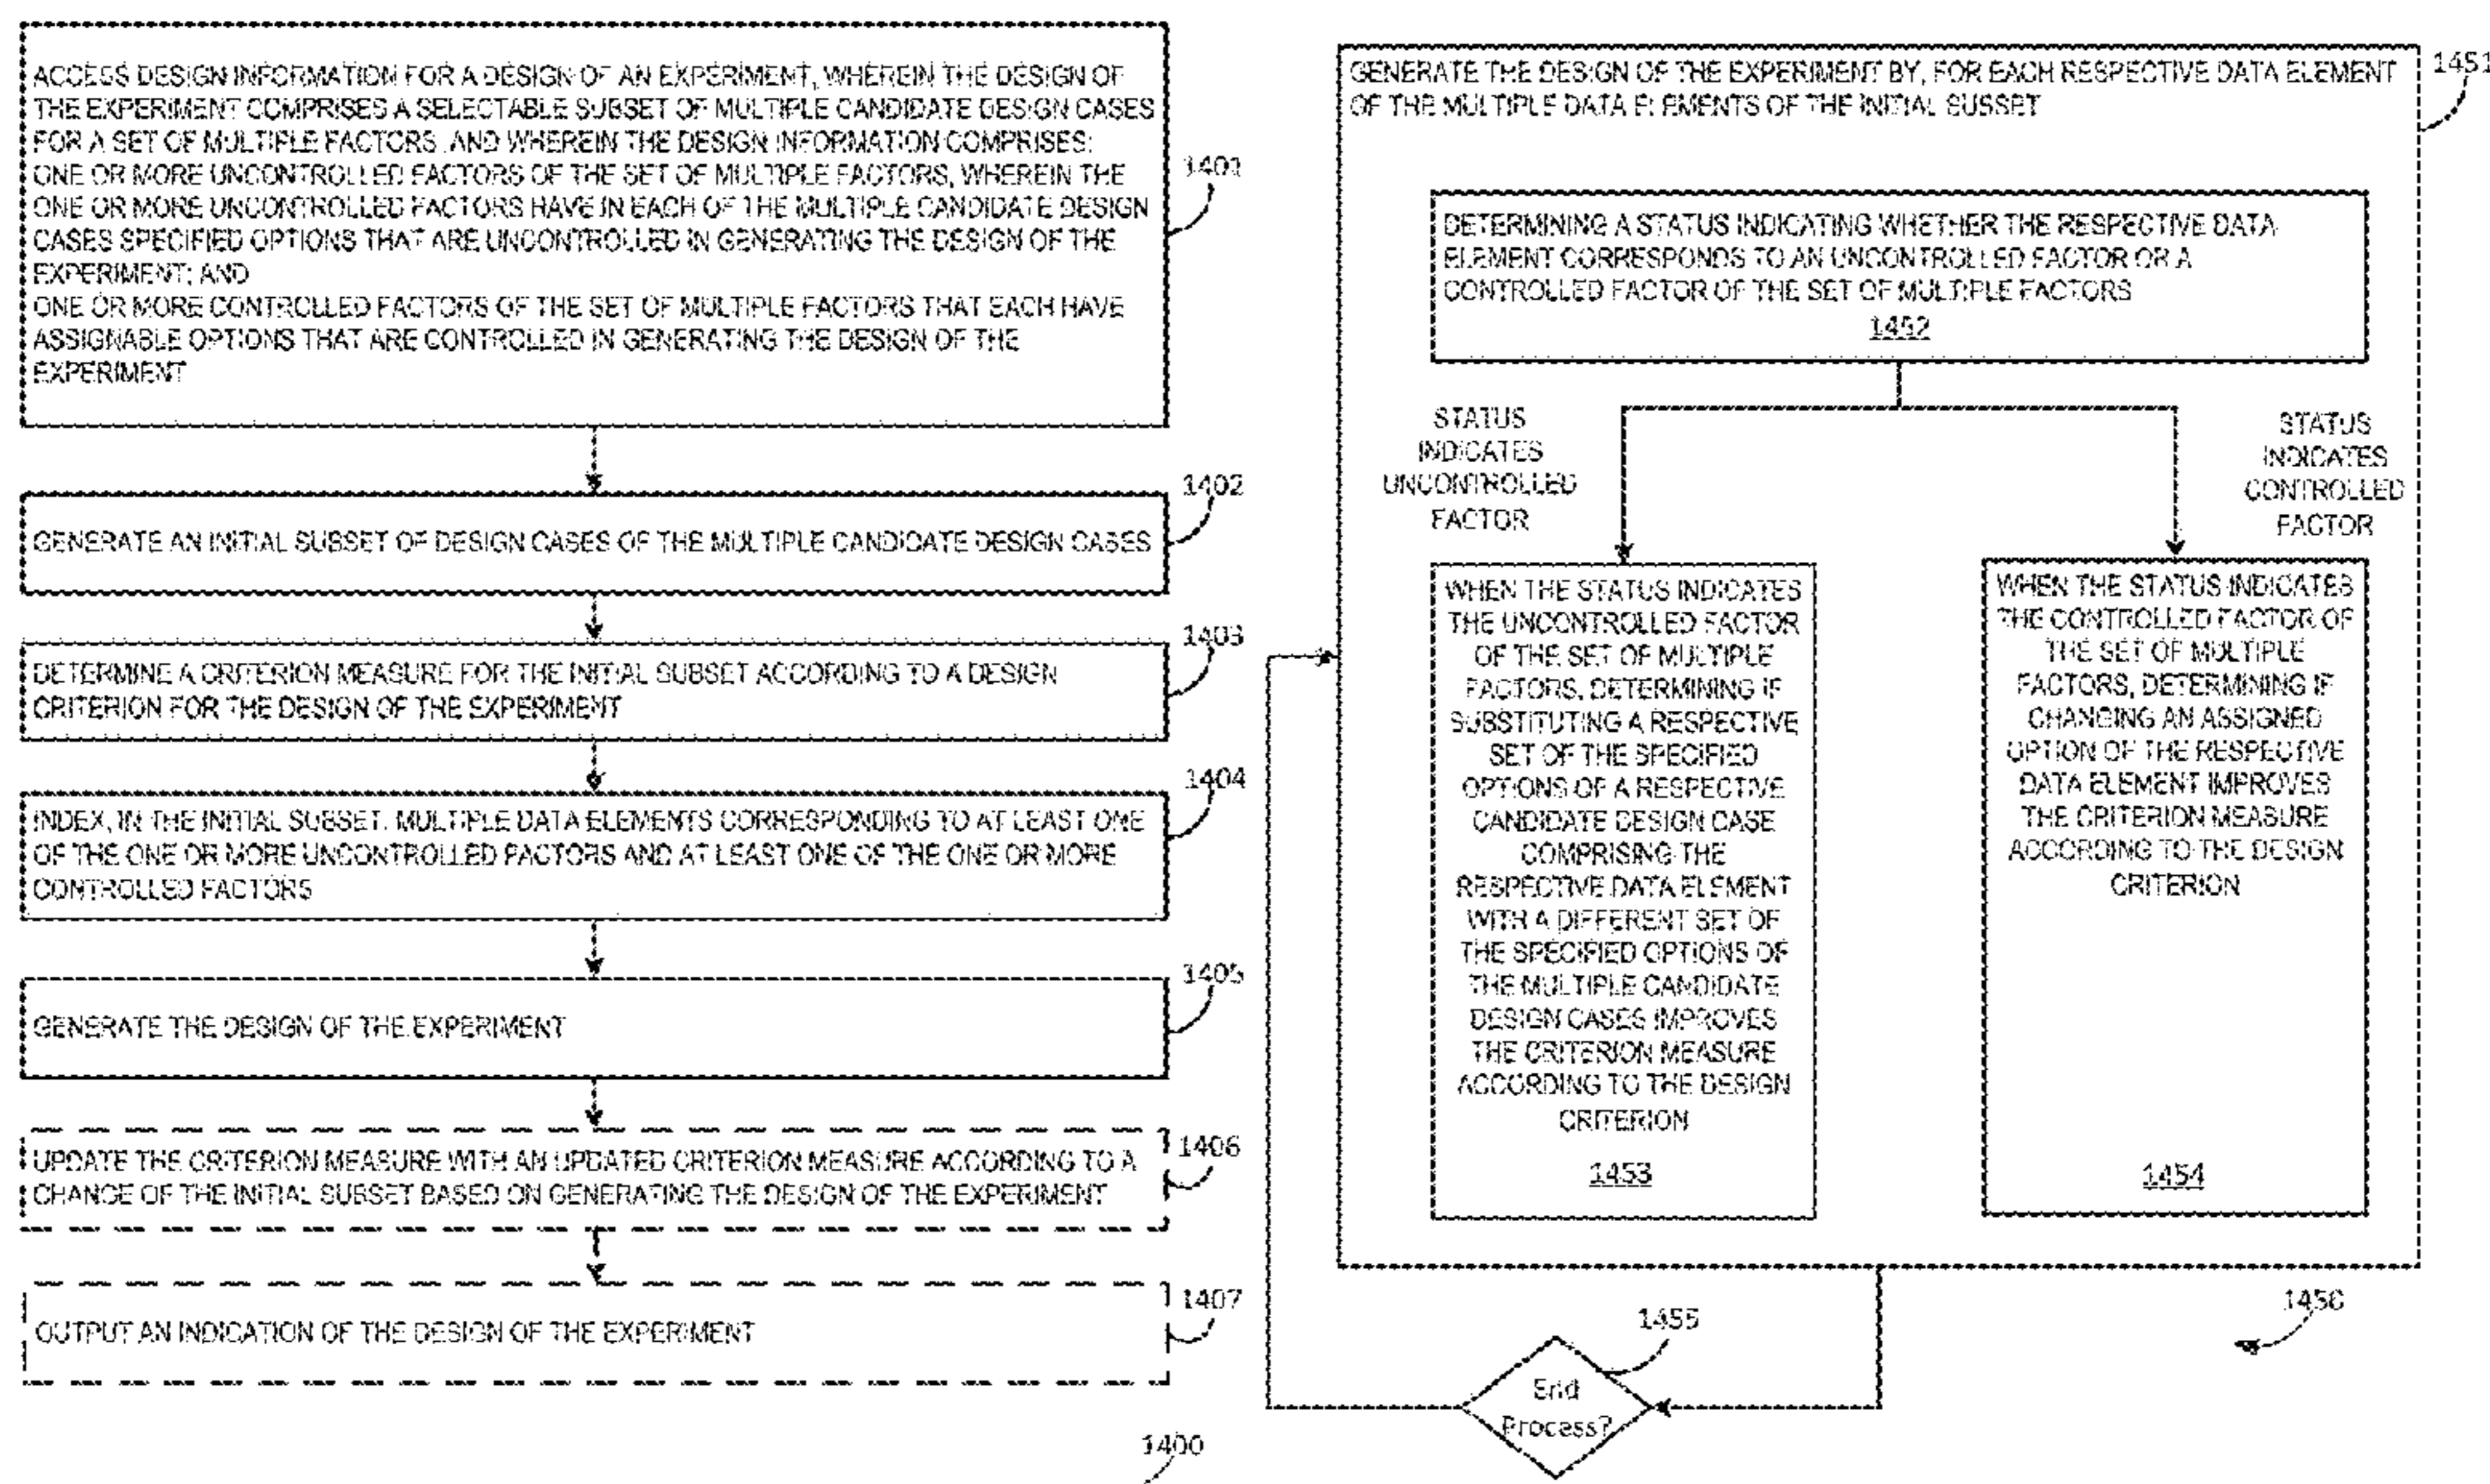 ACCESS DESIGN INFORMATION FOR A DESIGN OF AN EXPERIMENT, WHEREIN THE DESIGN OF
THE EXPERIMENT COMPRISES A SELECTABLE SUBSET OF MULTIPLE CANDIDATE DESIGN CASES
FOR A SET OF MULTIPLE FACTORS, AND WHEREIN THE DESIGN INFORMATION COMPRISES:
ONE OR MORE UNCONTROLLED FACTORS OF THE SET OF MULTIPLE FACTORS, WHEREIN THE
ONE OR MORE UNCONTROLLED FACTORS HAVE IN EACH OF THE MULTIPLE CANDIDATE DESIGN
CASES SPECIFIED OPTIONS THAT ARE UNCONTROLLED IN GENERATING THE DESIGN OF THE
EXPERIMENT; AND
ONE OR MORE CONTROLLED FACTORS OF THE SET OF MULTIPLE FACTORS THAT EACH HAVE
ASSIGNABLE OPTIONS THAT ARE CONTROLLED IN GENERATING THE DESIGN OF THE
EXPERIMENT
1401
GENERATE AN INITIAL SUBSET OF DESIGN CASES OF THE MULTIPLE CANDIDATE DESIGN CASES
1402
DETERMINE A CRITERION MEASURE FOR THE INITIAL SUBSET ACCORDING TO A DESIGN
CRITERION FOR THE DESIGN OF THE EXPERIMENT
1403
INDEX, IN THE INITIAL SUBSET, MULTIPLE DATA ELEMENTS CORRESPONDING TO AT LEAST ONE
OF THE ONE OR MORE UNCONTROLLED FACTORS AND AT LEAST ONE OF THE ONE OR MORE
CONTROLLED FACTORS
1404
GENERATE THE DESIGN OF THE EXPERIMENT
1405
UPDATE THE CRITERION MEASURE WITH AN UPDATED CRITERION MEASURE ACCORDING TO A
CHANGE OF THE INITIAL SUBSET BASED ON GENERATING THE DESIGN OF THE EXPERIMENT
1406
OUTPUT AN INDICATION OF THE DESIGN OF THE EXPERIMENT
1407
1400
GENERATE THE DESIGN OF THE EXPERIMENT BY, FOR EACH RESPECTIVE DATA ELEMENT
OF THE MULTIPLE DATA ELEMENTS OF THE INITIAL SUBSET
1451
DETERMINING A STATUS INDICATING WHETHER THE RESPECTIVE DATA
ELEMENT CORRESPONDS TO AN UNCONTROLLED FACTOR OR A
CONTROLLED FACTOR OF THE SET OF MULTIPLE FACTORS
1452
STATUS
INDICATES
UNCONTROLLED
FACTOR
STATUS
INDICATES
CONTROLLED
FACTOR
WHEN THE STATUS INDICATES
THE UNCONTROLLED FACTOR
OF THE SET OF MULTIPLE
FACTORS, DETERMINING IF
SUBSTITUTING A RESPECTIVE
SET OF THE SPECIFIED
OPTIONS OF A RESPECTIVE
CANDIDATE DESIGN CASE
COMPRISING THE
RESPECTIVE DATA ELEMENT
WITH A DIFFERENT SET OF
THE SPECIFIED OPTIONS OF
THE MULTIPLE CANDIDATE
DESIGN CASES IMPROVES
THE CRITERION MEASURE
ACCORDING TO THE DESIGN
CRITERION
1453
WHEN THE STATUS INDICATES
THE CONTROLLED FACTOR OF
THE SET OF MULTIPLE
FACTORS, DETERMINING IF
CHANGING AN ASSIGNED
OPTION OF THE RESPECTIVE
DATA ELEMENT IMPROVES
THE CRITERION MEASURE
ACCORDING TO THE DESIGN
CRITERION
1454
End
Process?
1455
1450